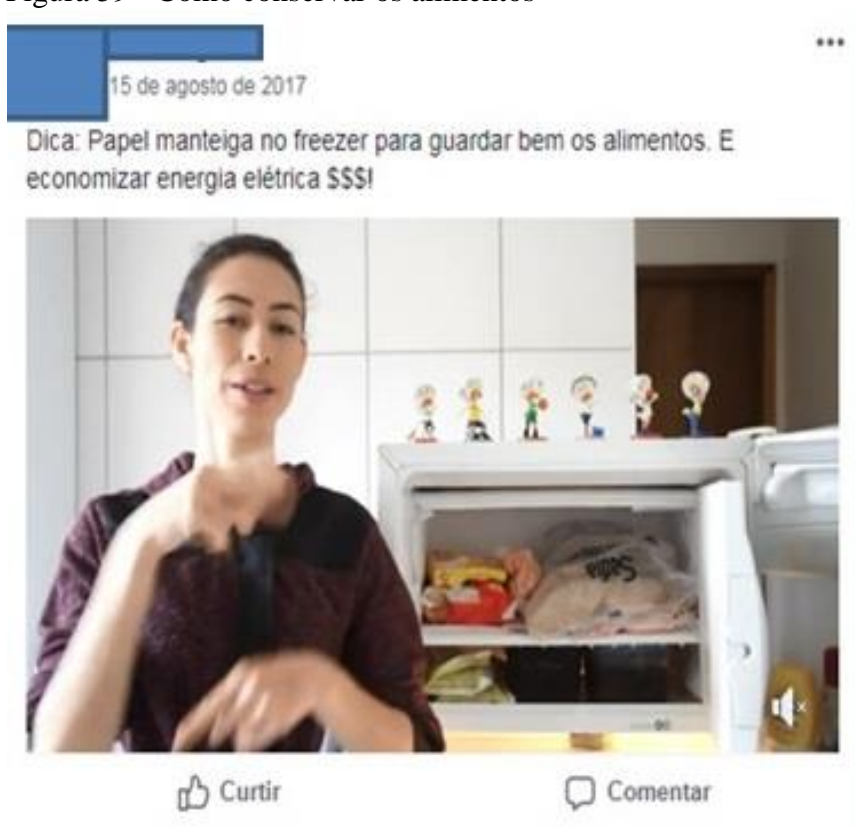 15 de agosto de 2017
Dica: Papel manteiga no freezer para guardar bem os alimentos. E
economizar energia elétrica $$$!
Sadia
Curtir
Comentar